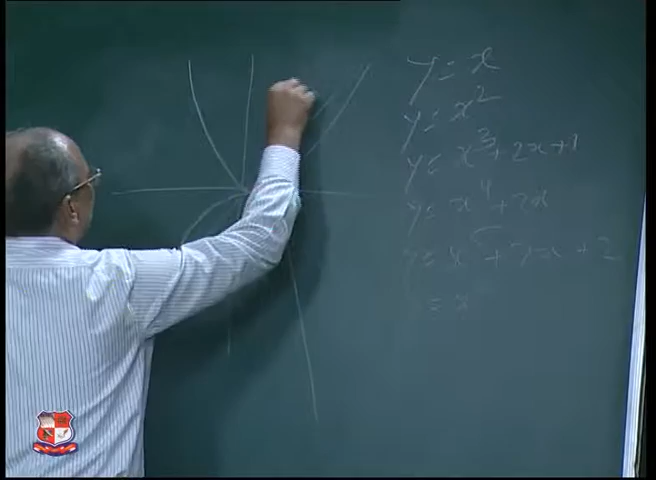 y = x
y = x²
y = x³ + 2x + 1
y = x⁴ + 7x
y = x⁵ + 7x + 2
= x